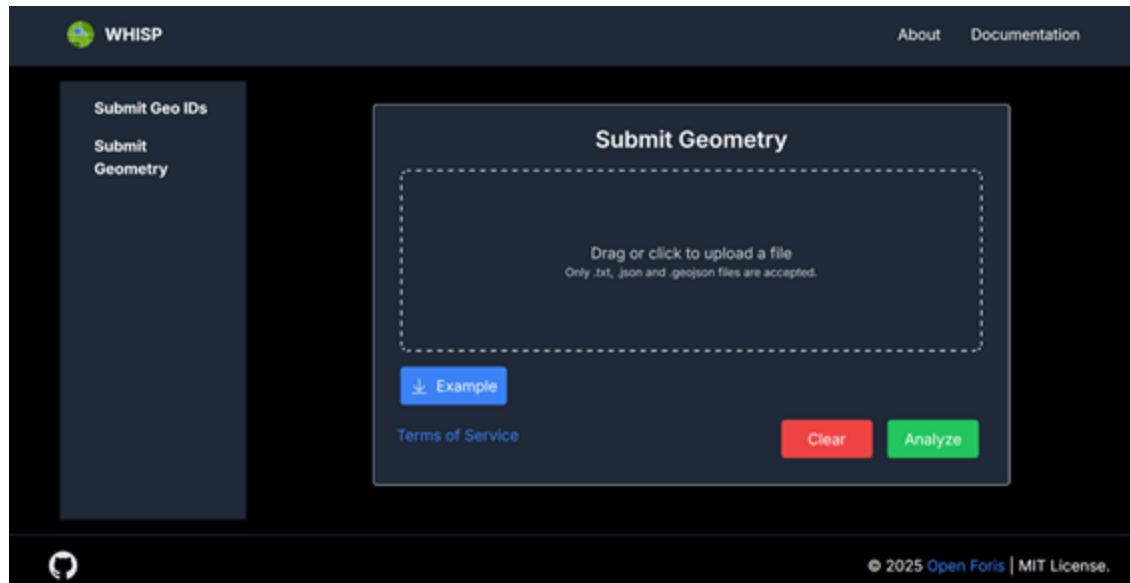 WHISP
About
Documentation
Submit Geo IDs
Submit
Geometry
Submit Geometry
Drag or click to upload a file
Only .txt, .json and .geojson files are accepted.
Example
Terms of Service
Clear
Analyze
© 2025 Open Foris | MIT License.